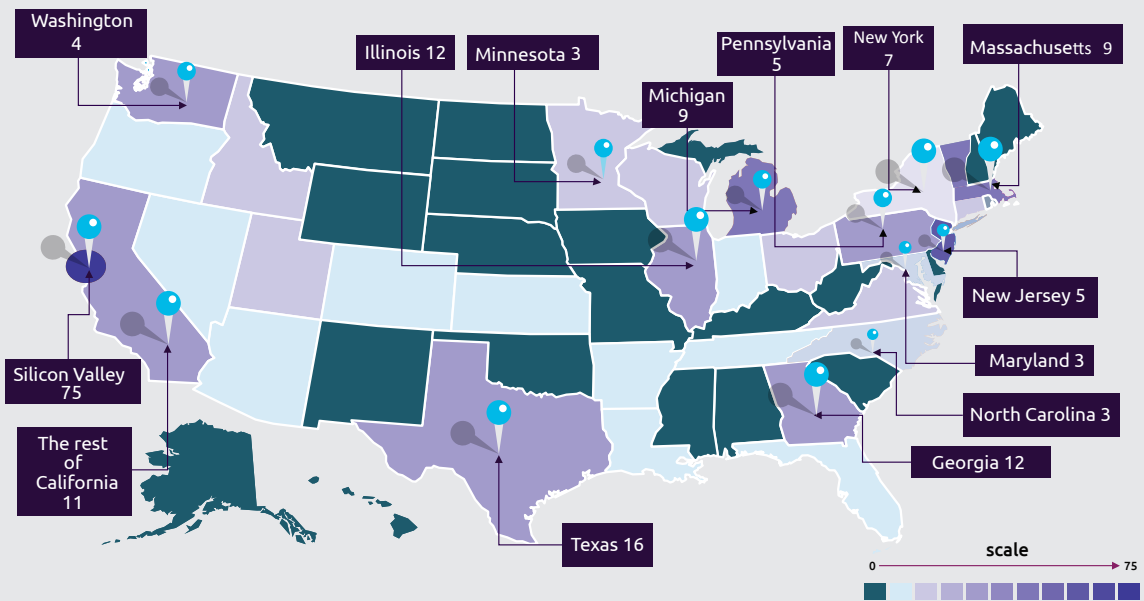 Washington
4
Illinois 12
Minnesota 3
Pennsylvania
5
New York
7
Massachusetts 9
Michigan
9
New Jersey 5
Maryland 3
North Carolina 3
Georgia 12
Silicon Valley
75
The rest
of
California
11
Texas 16
scale
0
75